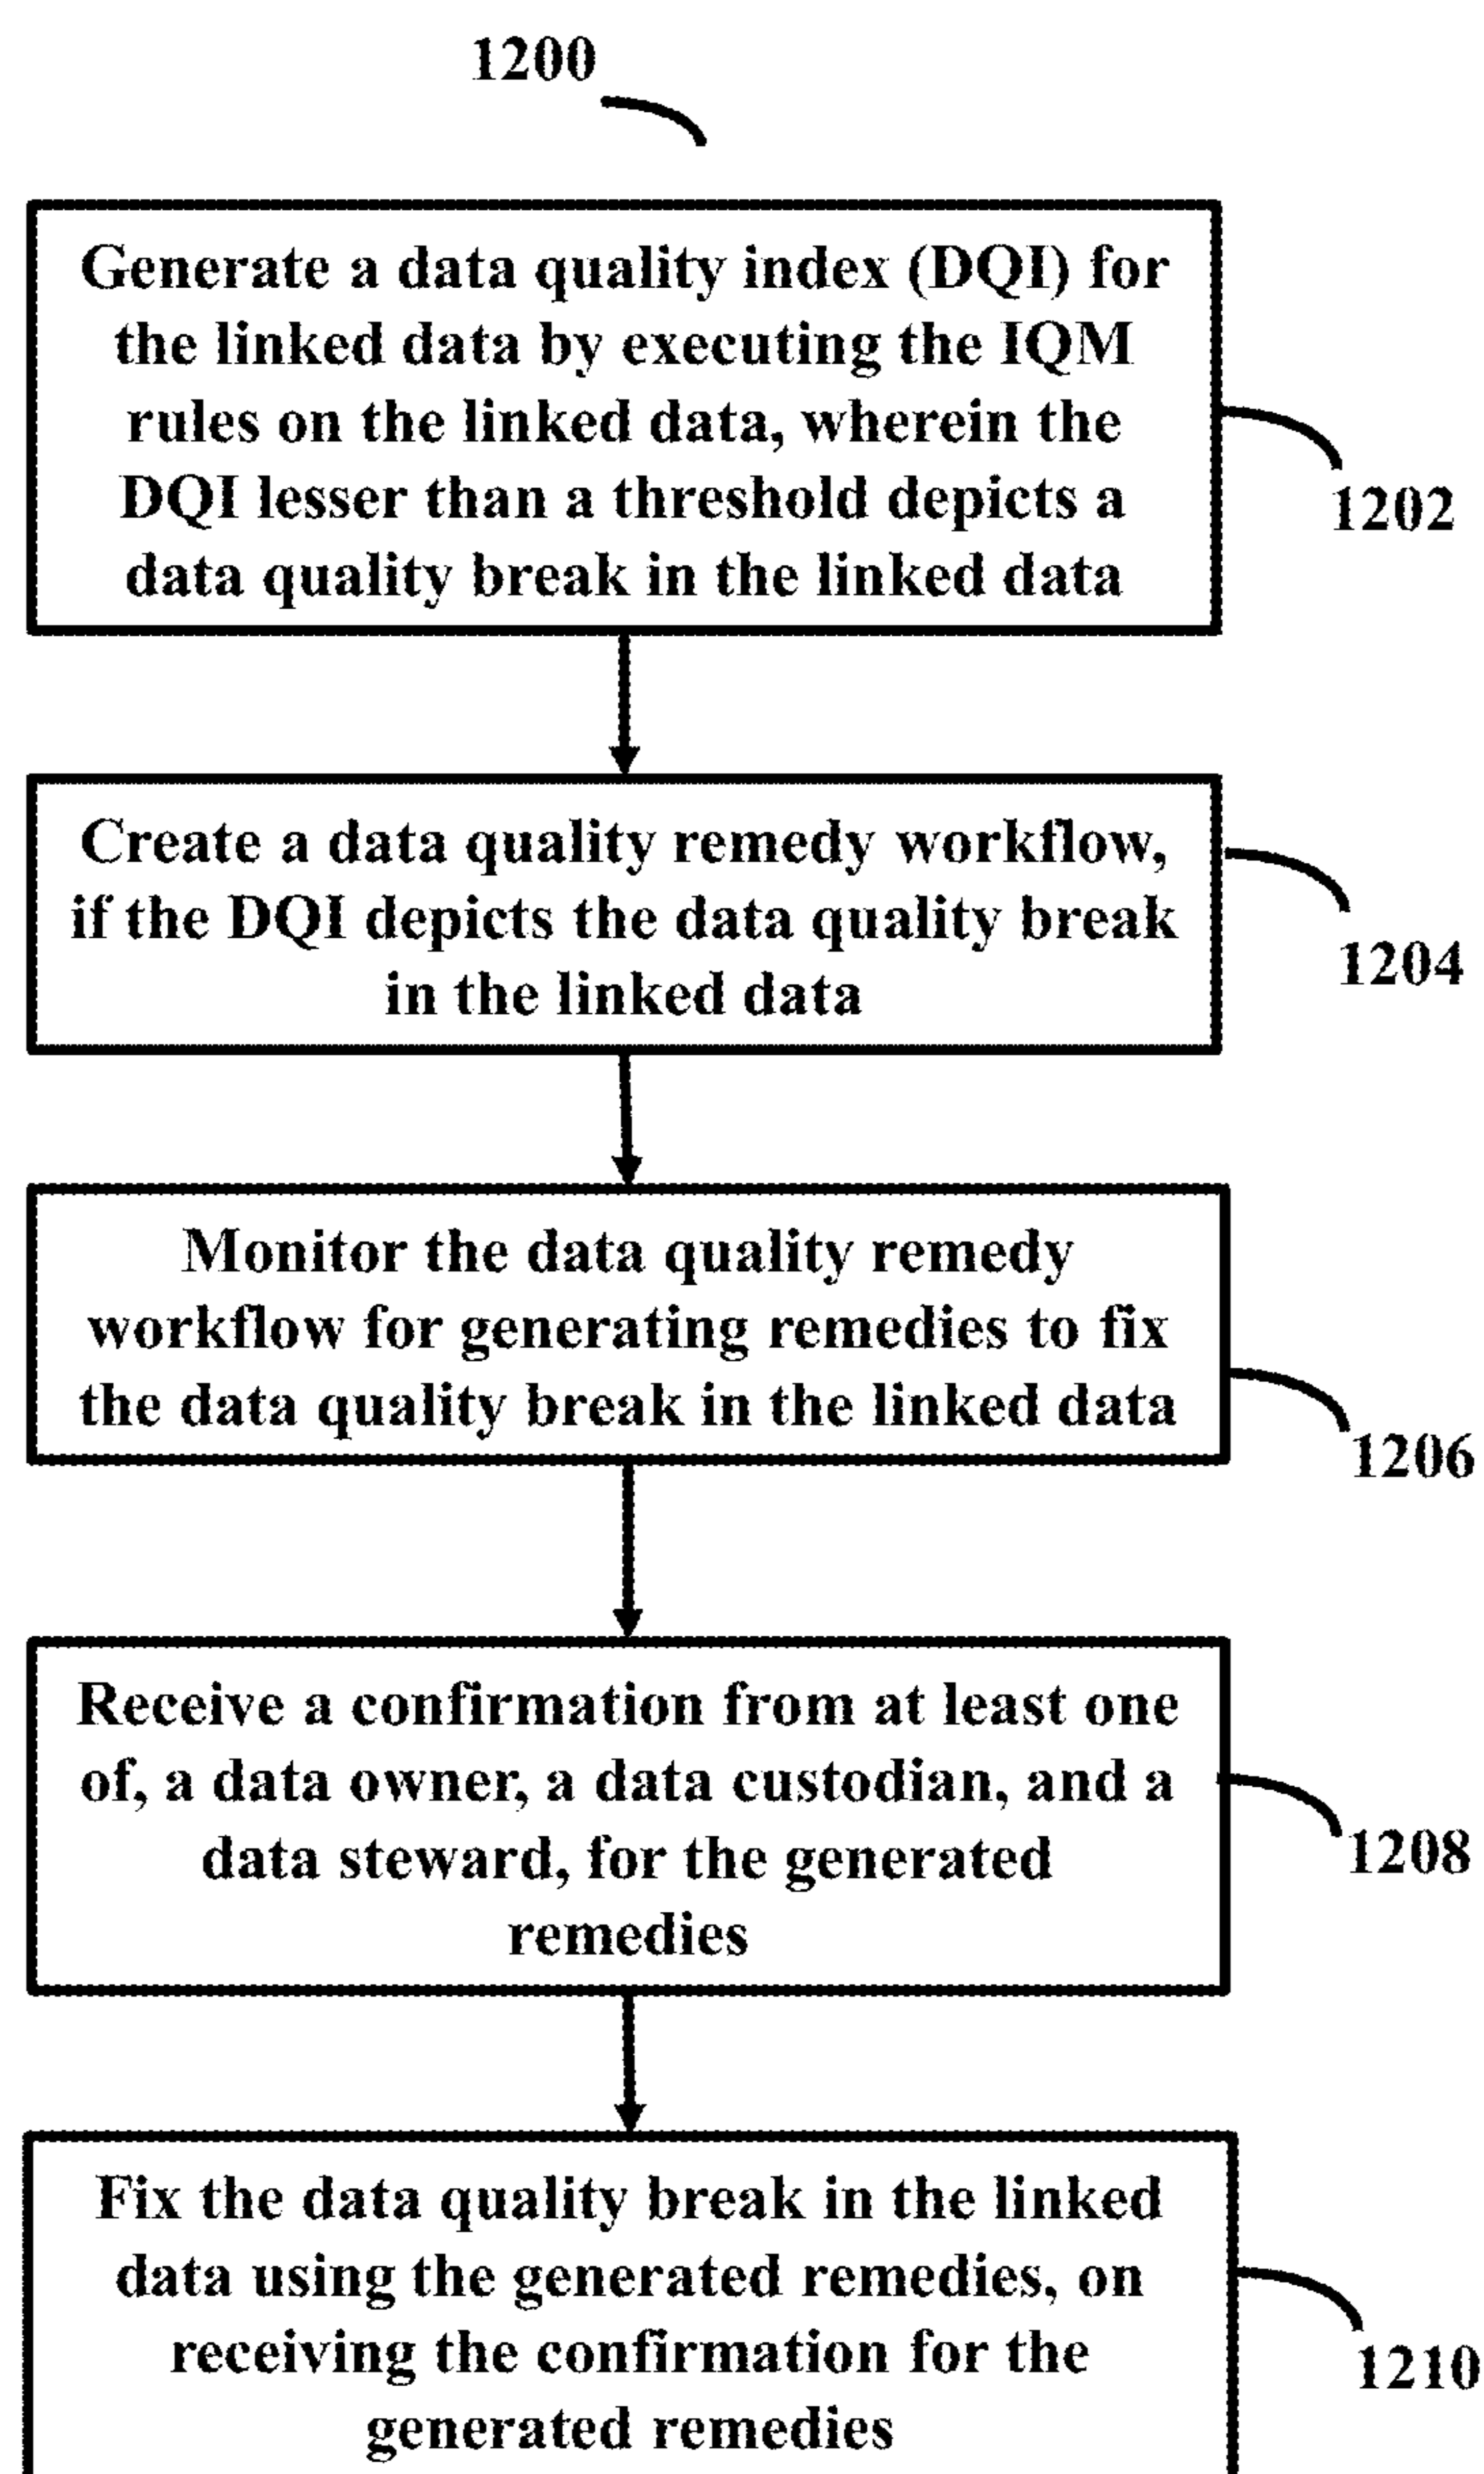 1200
Generate a data quality index (DQI) for
the linked data by executing the IQM
rules on the linked data, wherein the
DQI lesser than a threshold depicts a
data quality break in the linked data
1202
Create a data quality remedy workflow,
if the DQI depicts the data quality break
in the linked data
1204
Monitor the data quality remedy
workflow for generating remedies to fix
the data quality break in the linked data
1206
Receive a confirmation from at least one
of, a data owner, a data custodian, and a
data steward, for the generated
remedies
1208
Fix the data quality break in the linked
data using the generated remedies, on
receiving the confirmation for the
generated remedies
1210